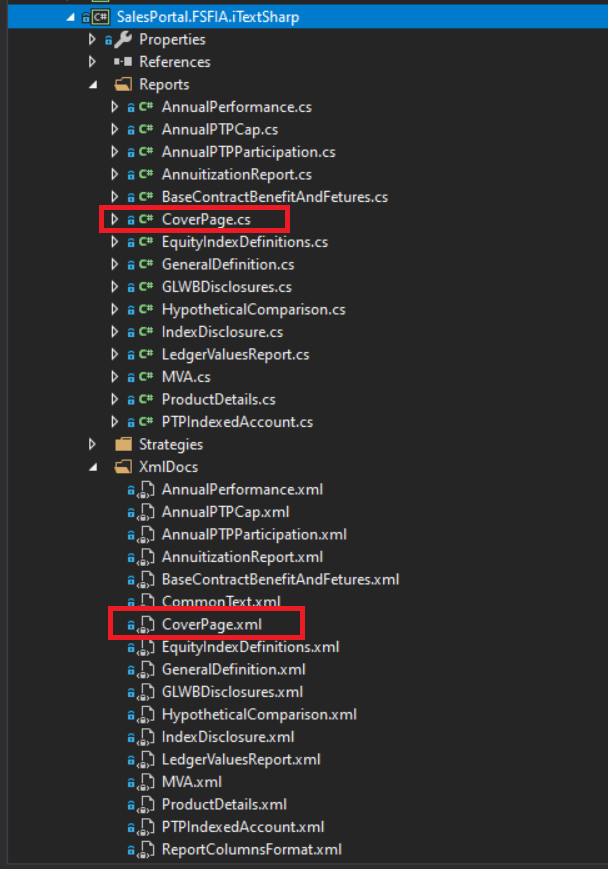 C# SalesPortal.FSFIA.iTextSharp
Properties
References
Reports
C# AnnualPerformance.cs
C# AnnualPTPCap.cs
C# AnnualPTPParticipation.cs
C# AnnuitizationReport.cs
C# BaseContractBenefitAndFetures.cs
C# CoverPage.cs
C# EquityIndexDefinitions.cs
C# GeneralDefinition.cs
C# GLWBDisclosures.cs
C# HypotheticalComparison.cs
C# IndexDisclosure.cs
C# LedgerValuesReport.cs
C# MVA.cs
C# ProductDetails.cs
C# PTPIndexedAccount.cs
Strategies
XmlDocs
AnnualPerformance.xml
AnnualPTPCap.xml
AnnualPTPParticipation.xml
AnnuitizationReport.xml
BaseContractBenefitAndFetures.xml
CommonText.xml
CoverPage.xml
EquityIndexDefinitions.xml
GeneralDefinition.xml
GLWBDisclosures.xml
HypotheticalComparison.xml
IndexDisclosure.xml
LedgerValuesReport.xml
MVA.xml
ProductDetails.xml
PTPIndexedAccount.xml
ReportColumnsFormat.xml